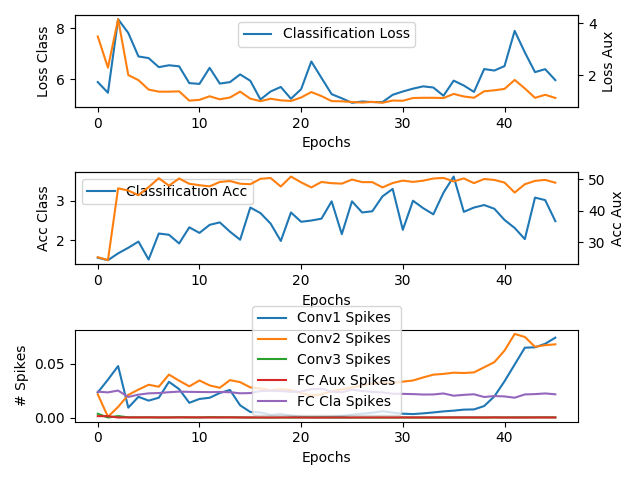 8
6
Loss Class
Classification Loss
4
2
Loss Aux
0 10 20 30 40
Epochs
3
2
Acc Class
Classification Acc
50
40
30
Acc Aux
0 10 20 30 40
Epochs
0.05
0.00
# Spikes
Conv1 Spikes
Conv2 Spikes
Conv3 Spikes
FC Aux Spikes
FC Cla Spikes
0 10 20 30 40
Epochs